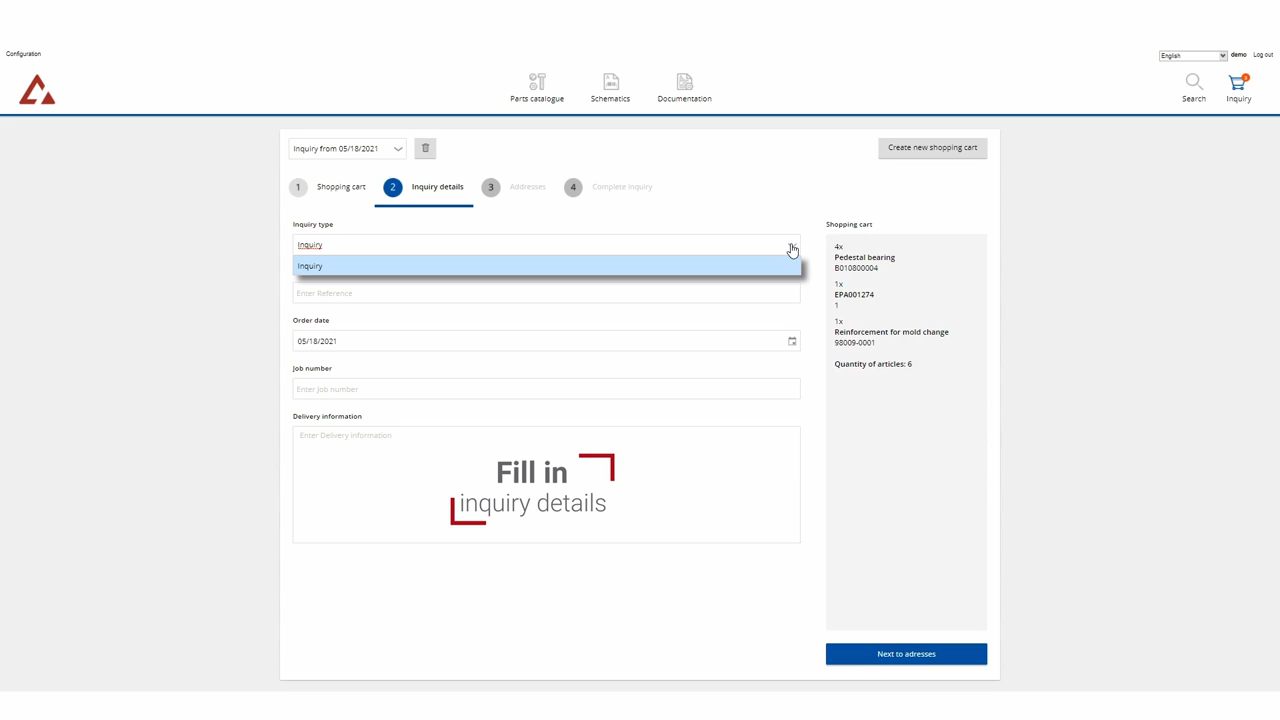 Configuration
English
demo
Log out
Parts catalogue
Schematics
Documentation
Search
3
Inquiry
Inquiry from 05/18/2021
Create new shopping cart
1 Shopping cart
2 Inquiry details
3 Addresses
4 Complete inquiry
Inquiry type
Inquiry
Inquiry
Enter Reference
Order date
05/18/2021
Job number
Enter Job number
Delivery information
Enter Delivery information
Fill in
inquiry details
Shopping cart
4x
Pedestal bearing
B010800004
1x
EPA001274
1
1x
Reinforcement for mold change
98009-0001
Quantity of articles: 6
Next to adresses